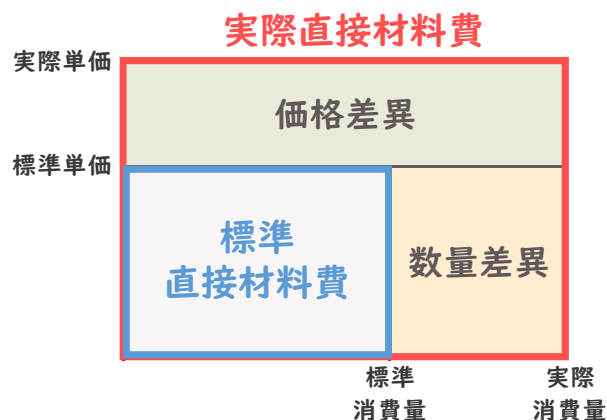 実際直接材料費
実際単価
価格差異
標準単価
標準
直接材料費
数量差異
標準
消費量
実際
消費量